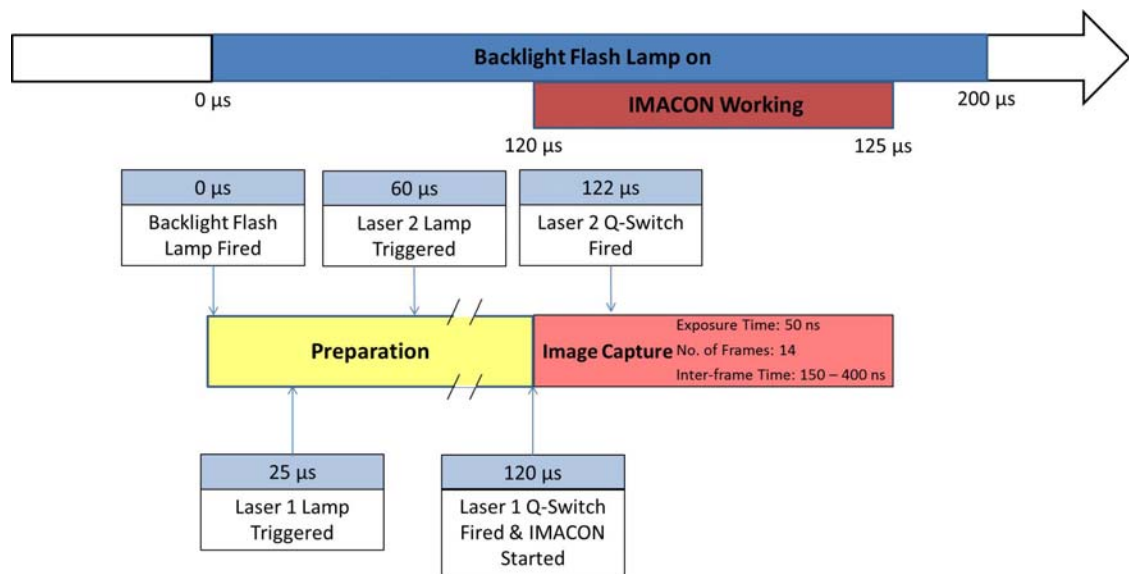 Backlight Flash Lamp on
0 µs
200 µs
IMACON Working
120 µs
125 µs
0 µs
Backlight Flash
Lamp Fired
60 µs
Laser 2 Lamp
Triggered
122 µs
Laser 2 Q-Switch
Fired
Preparation
Image Capture
Exposure Time: 50 ns
No. of Frames: 14
Inter-frame Time: 150 – 400 ns
25 µs
Laser 1 Lamp
Triggered
120 µs
Laser 1 Q-Switch
Fired & IMACON
Started